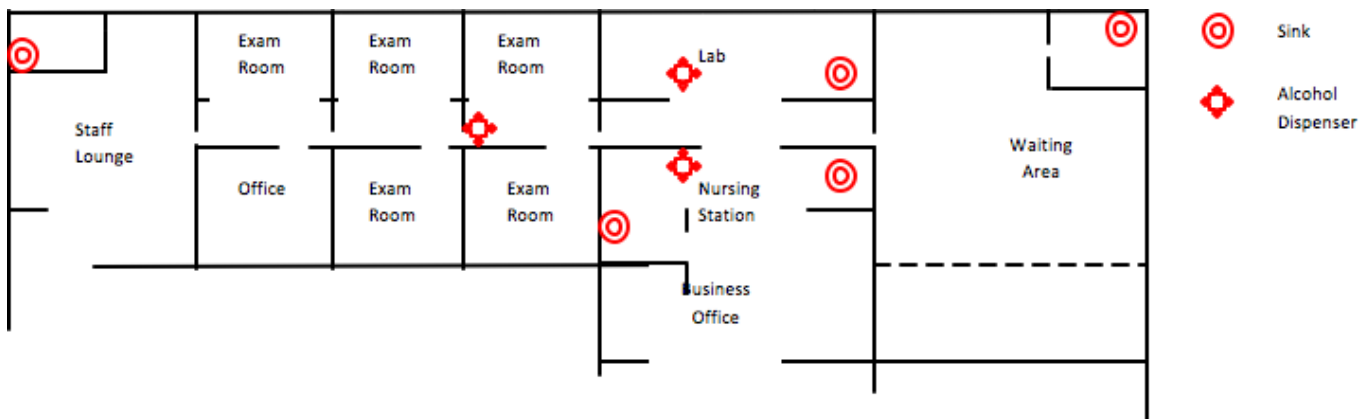 Exam
Room
Exam
Room
Exam
Room
Lab
Sink
Alcohol
Dispenser
Staff
Lounge
Waiting
Area
Office
Exam
Room
Exam
Room
Nursing
Station
Business
Office